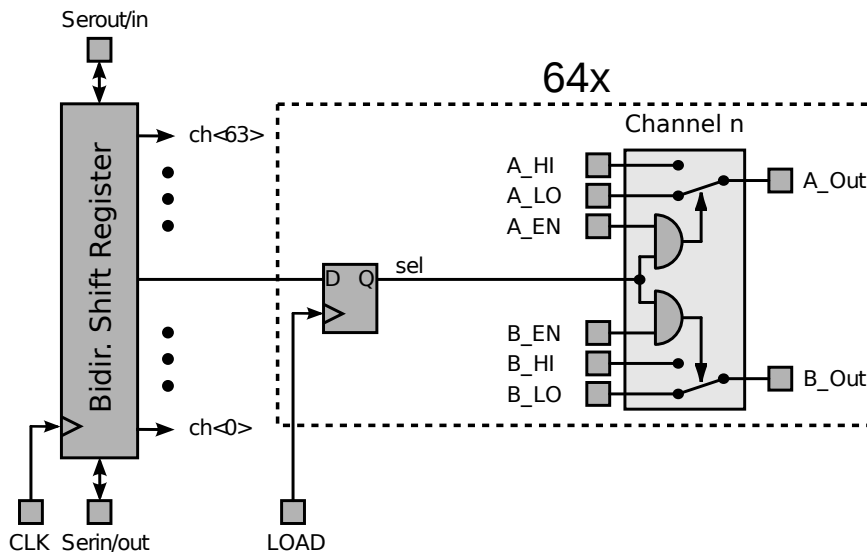 Serout/in
64x
Channel n
ch<63>
A_HI
A_LO
A_EN
A_Out
Bidir. Shift Register
D Q
sel
B_EN
B_HI
B_LO
B_Out
ch<0>
CLK
Serin/out
LOAD